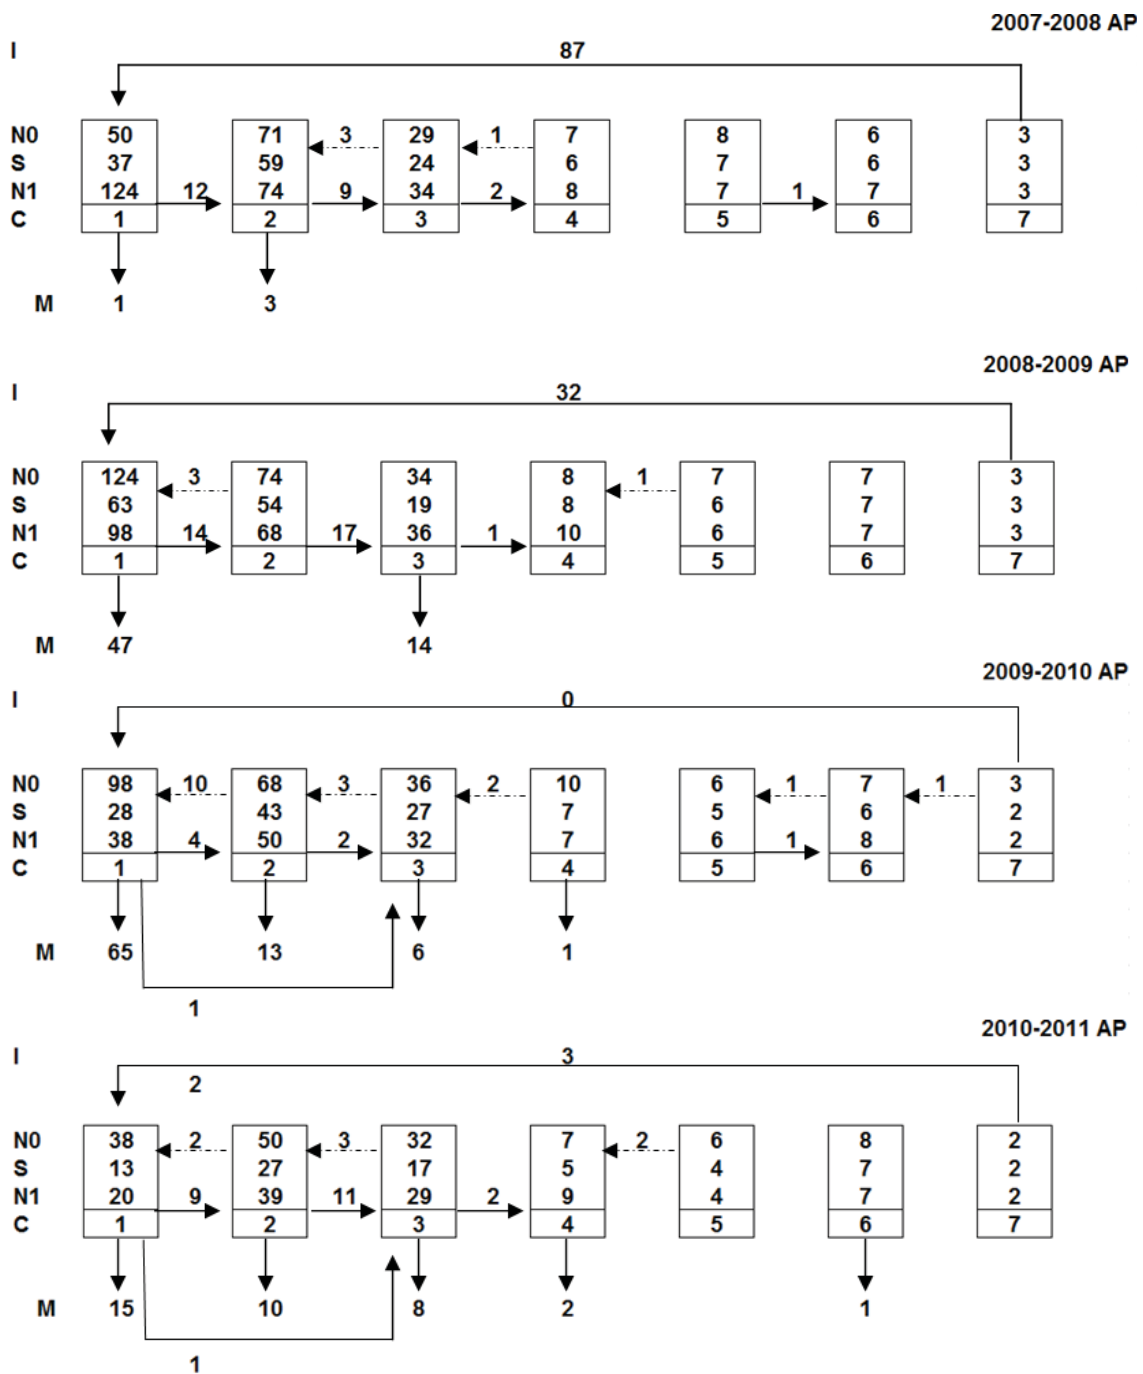 2007-2008 AP
I 87
N0 50 71 3 29 1 7 8 6 3
S 37 59 24 6 7 6 3
N1 124 12 74 9 34 2 8 7 1 7 3
C 1 2 3 4 5 6 7
M 1 3
2008-2009 AP
I 32
N0 124 3 74 34 8 1 7 7 3
S 63 54 19 8 6 7 3
N1 98 14 68 17 36 1 10 6 7 3
C 1 2 3 4 5 6 7
M 47 14
2009-2010 AP
I 0
N0 98 10 68 3 36 2 10 6 1 7 1 3
S 28 43 27 7 5 6 2
N1 38 4 50 2 32 7 6 1 8 2
C 1 2 3 4 5 6 7
M 65 13 6 1
1
2010-2011 AP
I 3
2
N0 38 2 50 3 32 7 2 6 8 2
S 13 27 17 5 4 7 2
N1 20 9 39 11 29 2 9 4 7 2
C 1 2 3 4 5 6 7
M 15 10 8 2 1
1